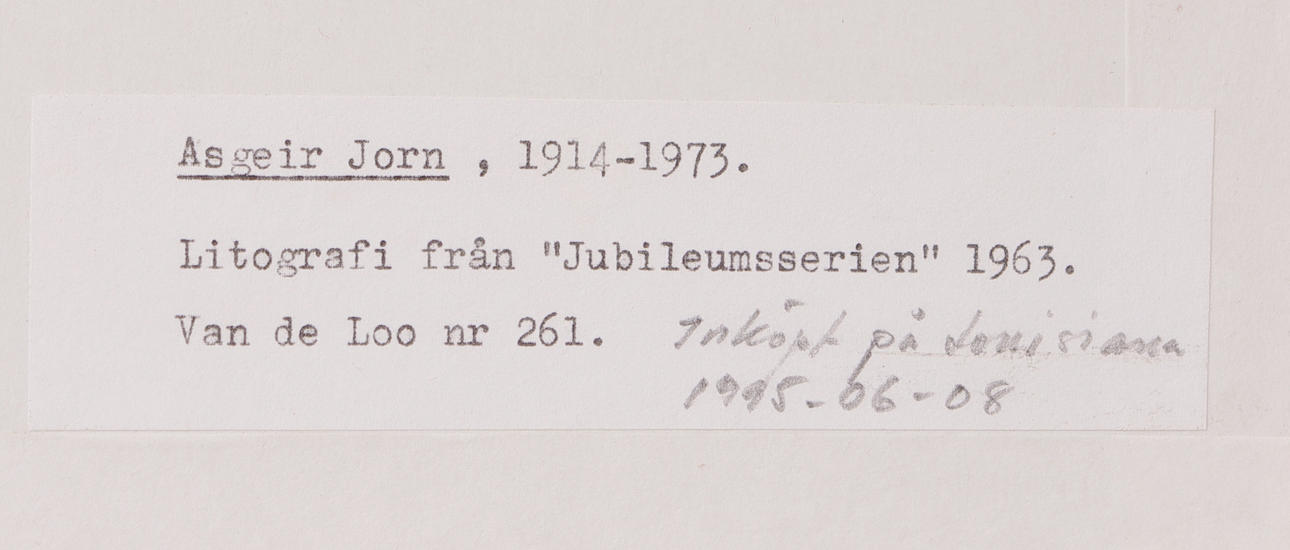 Asgeir Jorn , 1914-1973.
Litografi från "Jubileumsserien" 1963.
Van de Loo nr 261. Inköpt på Louisiana
1995-06-08